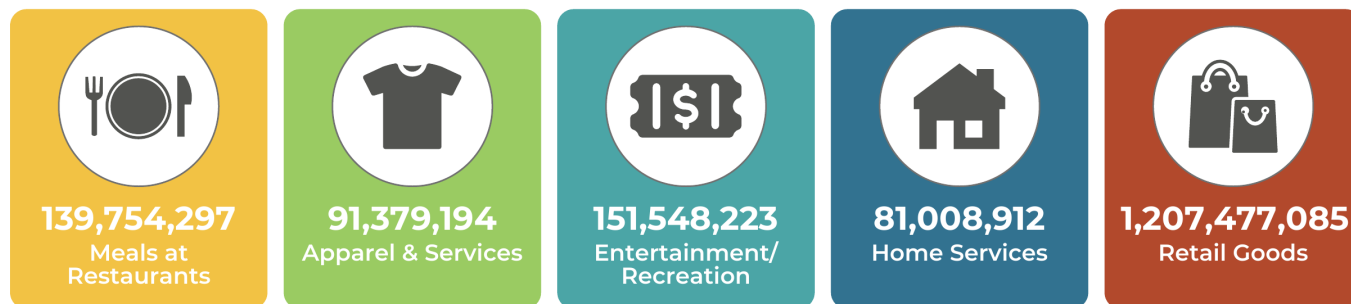 139,754,297
Meals at
Restaurants
91,379,194
Apparel & Services
$
151,548,223
Entertainment/
Recreation
81,008,912
Home Services
1,207,477,085
Retail Goods